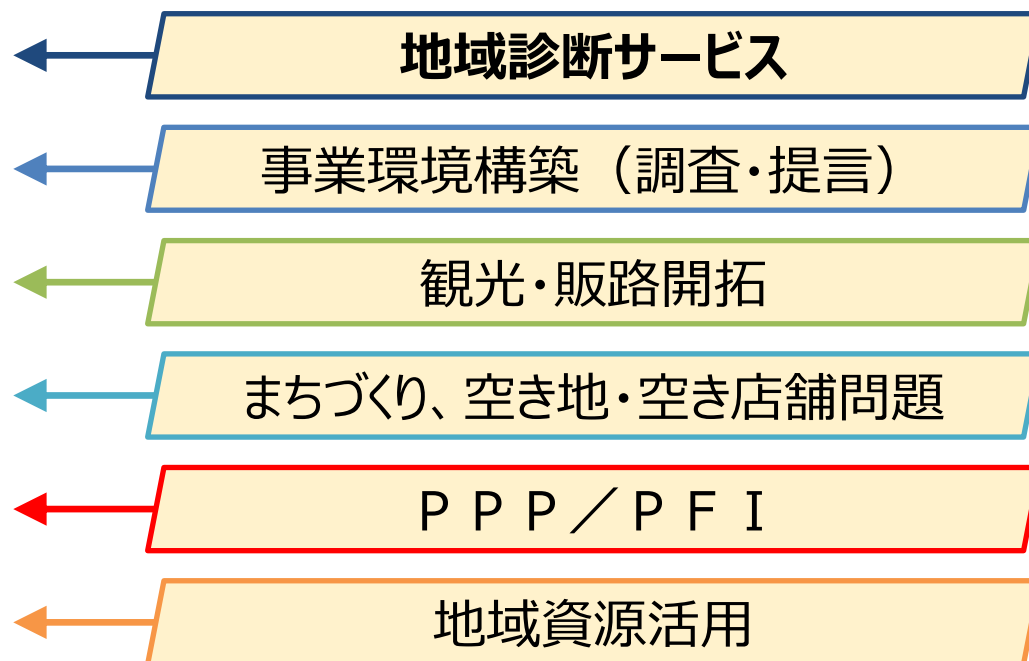 地域診断サービス
事業環境構築（調査・提言）
観光・販路開拓
まちづくり、空き地・空き店舗問題
ＰＰＰ／ＰＦＩ
地域資源活用